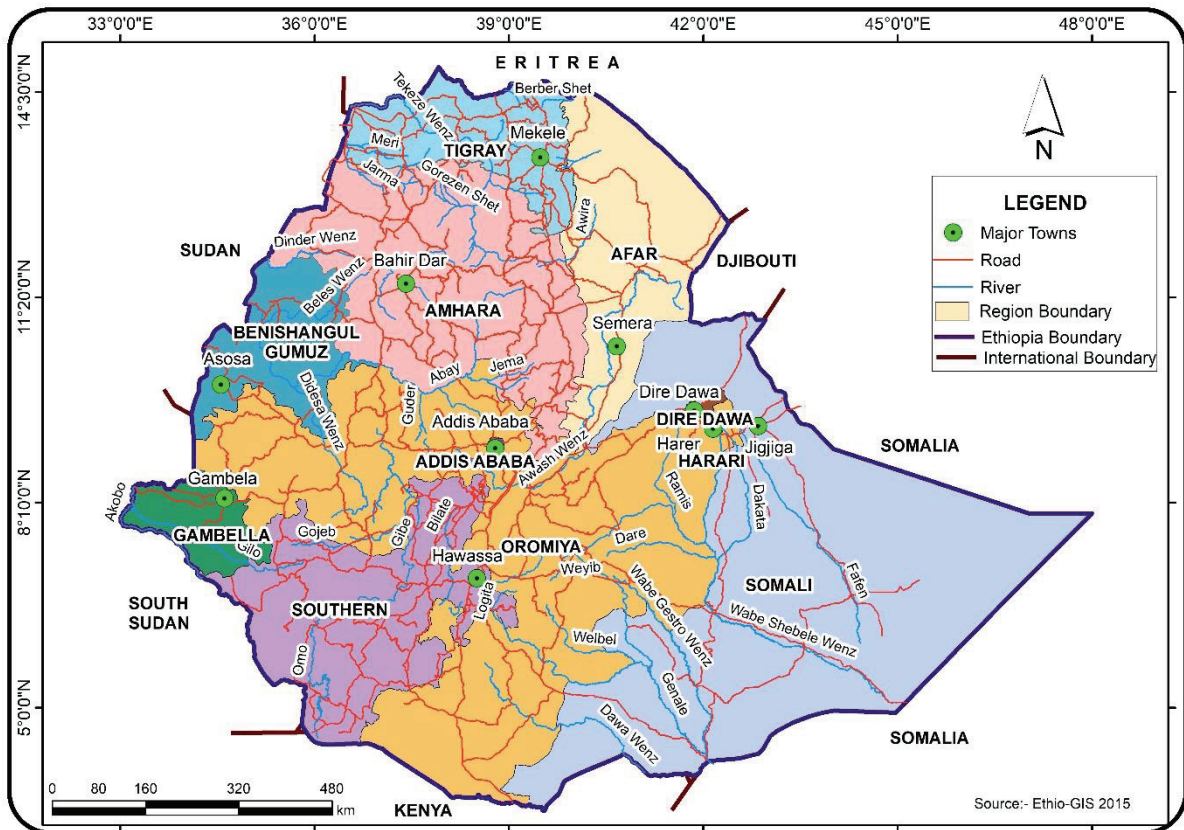 33°0'0"E 36°0'0"E 39°0'0"E 42°0'0"E 45°0'0"E 48°0'0"E
14°30'0"N
11°20'0"N
8°10'0"N
5°0'0"N
ERITREA
Berber Shet
Tekeze Wenz
Mekele
Meri
TIGRAY
Jarma
Gorezen Shet
Awira
SUDAN
Dinder Wenz
AFAR
DJIBOUTI
Bahir Dar
Beles Wenz
AMHARA
BENISHANGUL
GUMUZ
Semera
Asosa
Jema
Abay
Didesa Wenz
Guder
Dire Dawa
Addis Ababa
DIRE DAWA
ADDIS ABABA
Awash Wenz
Harer
Jigjiga
HARARI
SOMALIA
Gambela
Akobo
Ramis
Dakata
Bilate
GAMBELLA
Gilo
Gojeb
Gibe
Dare
OROMIYA
Hawassa
Weyib
Fafen
SOUTH
SUDAN
SOUTHERN
Logita
SOMALI
Wabe Gestro Wenz
Wabe Shebele Wenz
Welbel
Omo
Genale
Dawa Wenz
SOMALIA
KENYA
N
LEGEND
Major Towns
Road
River
Region Boundary
Ethiopia Boundary
International Boundary
0 80 160 320 480
km
Source:- Ethio-GIS 2015